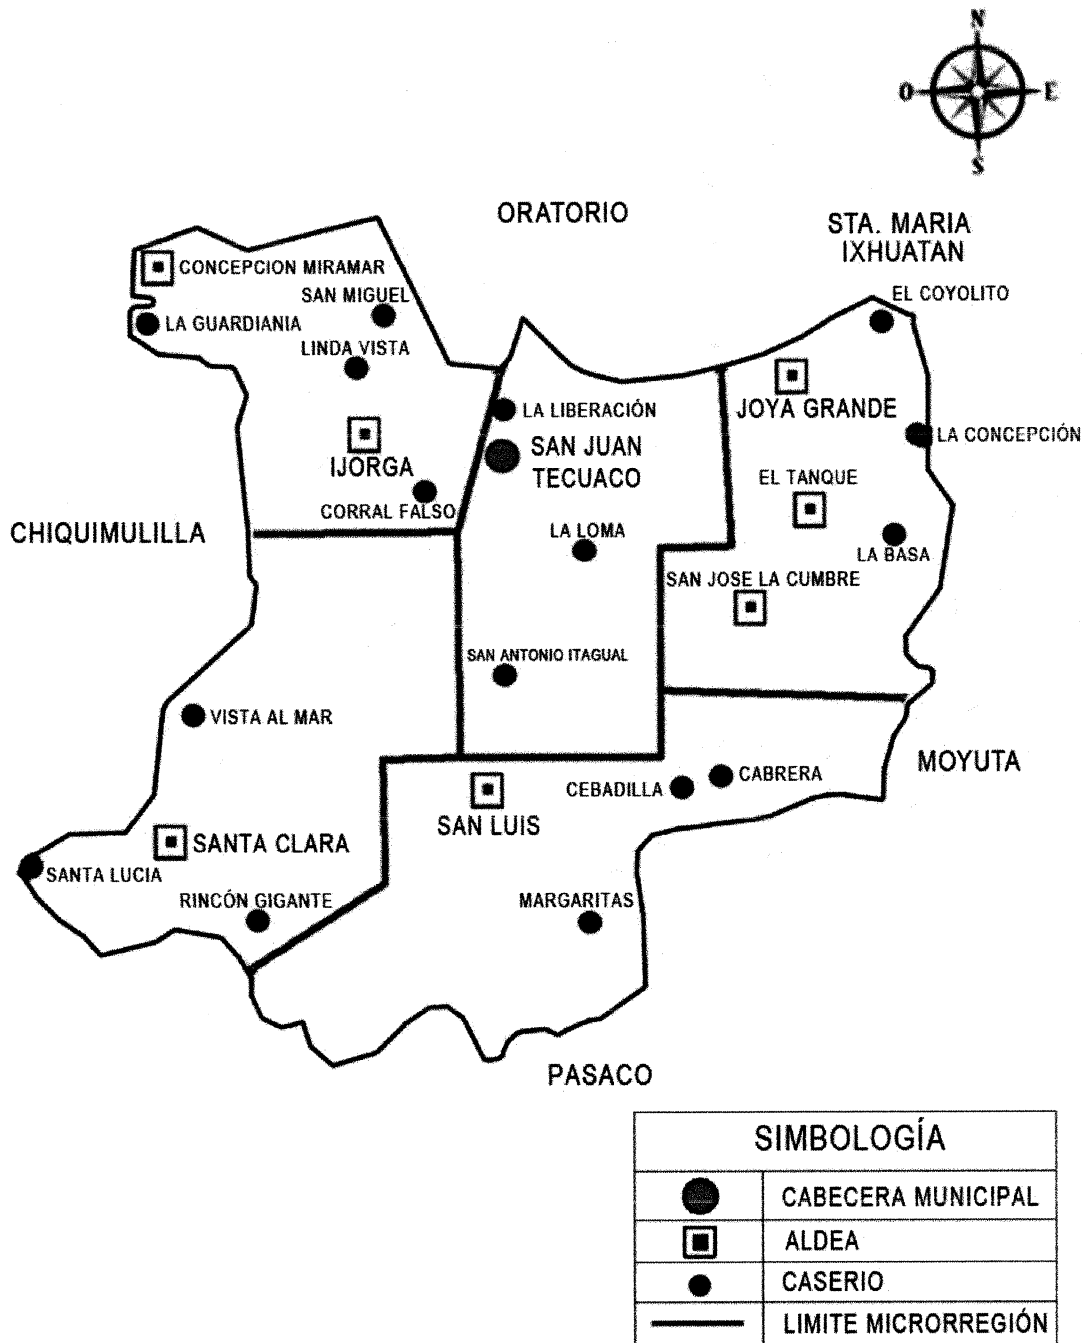 N
O
E
S
ORATORIO
STA. MARIA
IXHUATAN
CONCEPCION MIRAMAR
SAN MIGUEL
EL COYOLITO
LA GUARDIANIA
LINDA VISTA
LA LIBERACIÓN
JOYA GRANDE
LA CONCEPCIÓN
IJORGA
SAN JUAN
TECUACO
EL TANQUE
CORRAL FALSO
CHIQUIMULILLA
LA LOMA
LA BASA
SAN JOSE LA CUMBRE
SAN ANTONIO ITAGUAL
VISTA AL MAR
MOYUTA
CEBADILLA
CABRERA
SAN LUIS
SANTA CLARA
SANTA LUCIA
RINCÓN GIGANTE
MARGARITAS
PASACO
SIMBOLOGÍA
CABECERA MUNICIPAL
ALDEA
CASERIO
LIMITE MICRORREGIÓN